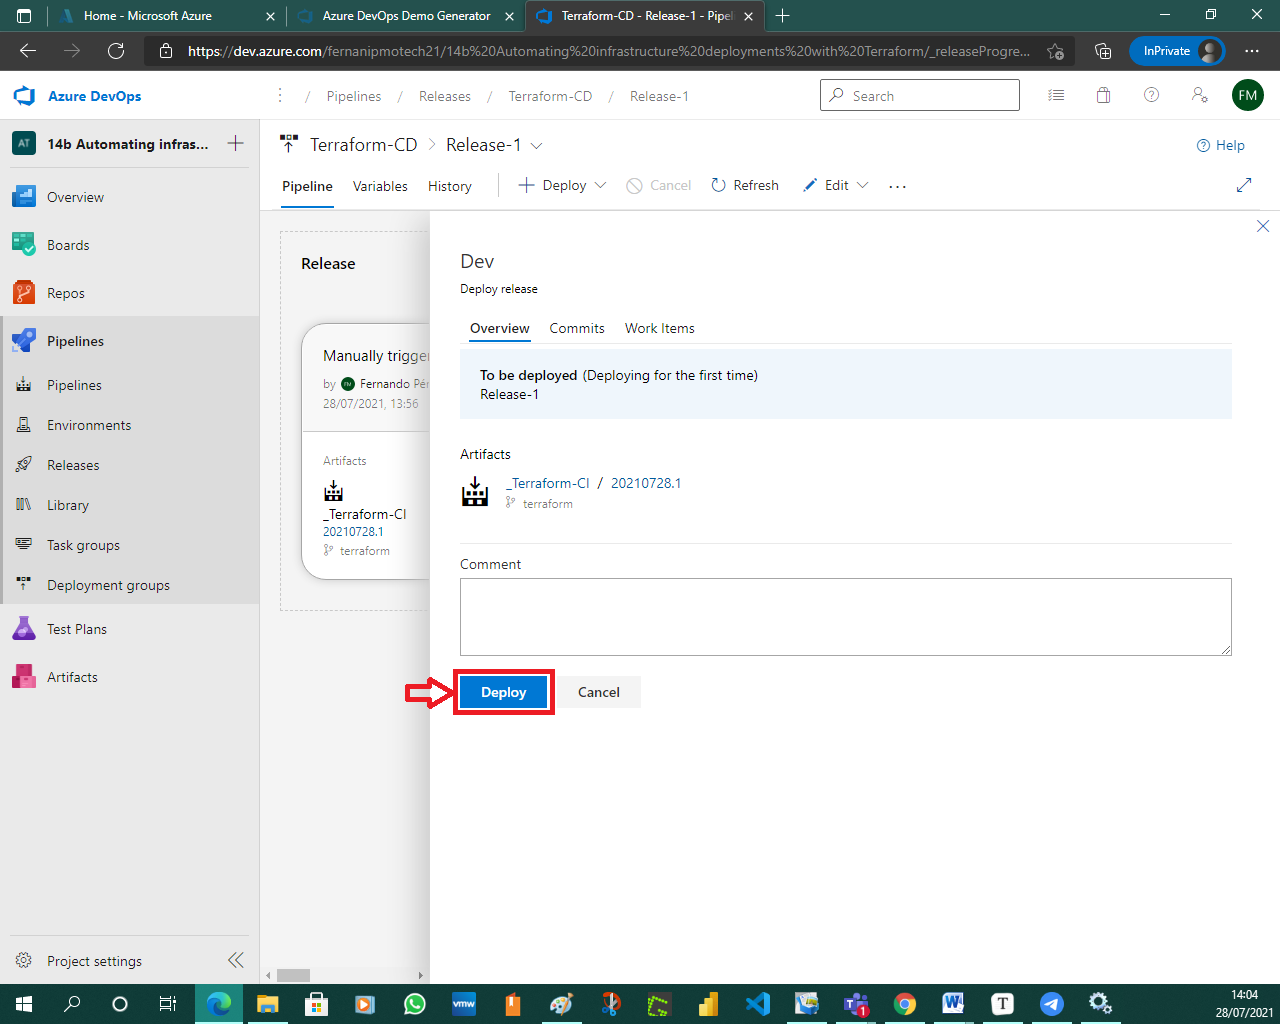 Home - Microsoft Azure
Azure DevOps Demo Generator
Terraform-CD - Release-1 - Pipel
https://dev.azure.com/fernanipmotech21/14b%20Automating%20infrastructure%20deployments%20with%20Terraform/_releaseProgre...
InPrivate
Azure DevOps
/ Pipelines / Releases / Terraform-CD / Release-1
Search
FM
AT
14b Automating infras...
Terraform-CD > Release-1
Help
Pipeline
Variables
History
Deploy
Cancel
Refresh
Edit
Overview
Boards
Repos
Pipelines
Pipelines
Environments
Releases
Library
Task groups
Deployment groups
Test Plans
Artifacts
Project settings
Release
Manually trigger
by FM Fernando Pér
28/07/2021, 13:56
Artifacts
_Terraform-CI
20210728.1
terraform
Dev
Deploy release
Overview
Commits
Work Items
To be deployed (Deploying for the first time)
Release-1
Artifacts
_Terraform-CI / 20210728.1
terraform
Comment
Deploy
Cancel
vmw
1
W
T
14:04
28/07/2021